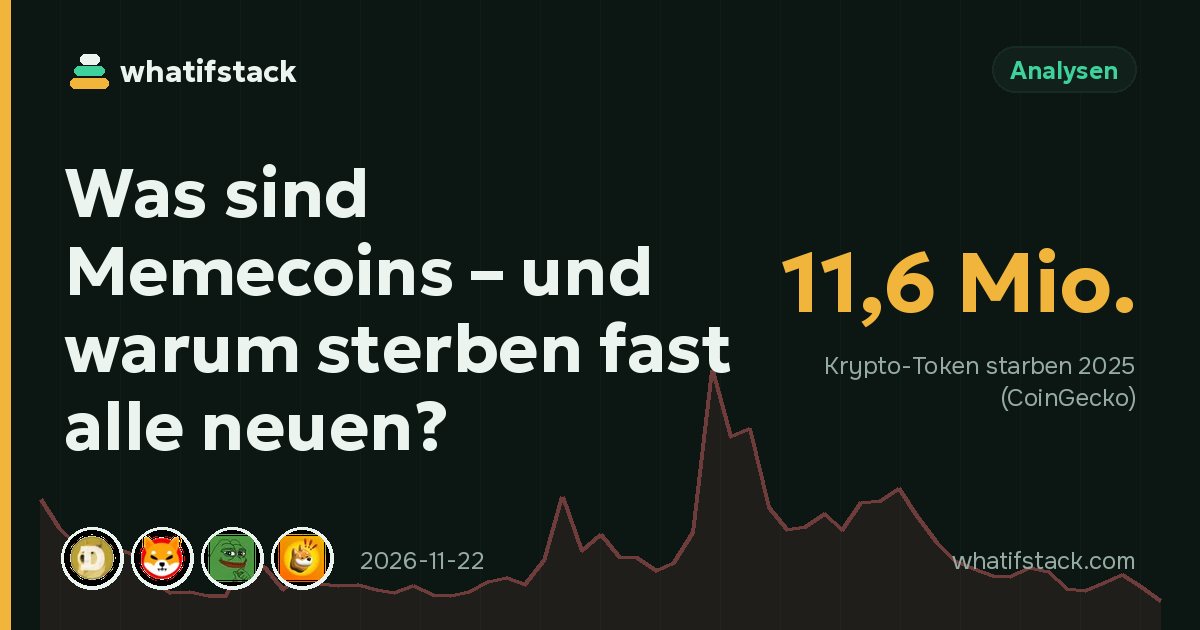 whatifstack
Analysen
Was sind
Memecoins – und
warum sterben fast
alle neuen?
11,6 Mio.
Krypto-Token starben 2025
(CoinGecko)
2026-11-22
whatifstack.com